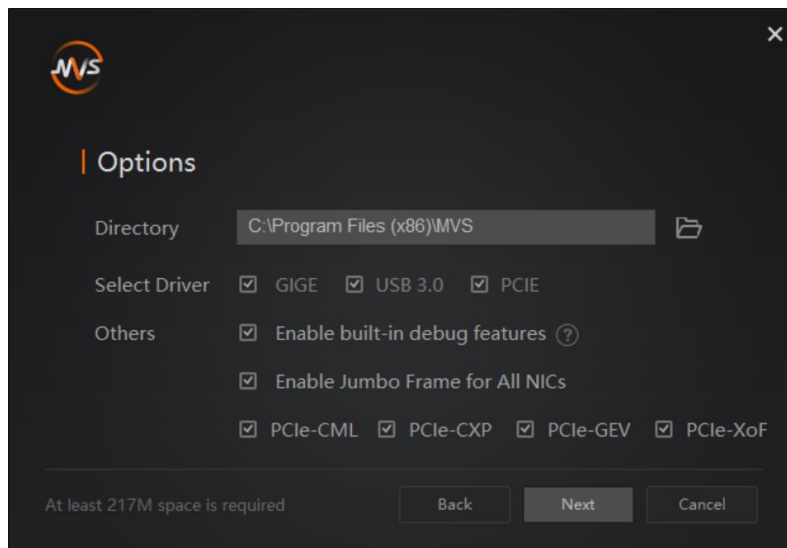 MVS
Options
Directory C:\Program Files (x86)\MVS
Select Driver GIGE USB 3.0 PCIE
Others Enable built-in debug features ?
Enable Jumbo Frame for All NICs
PCIe-CML PCIe-CXP PCIe-GEV PCIe-XoF
At least 217M space is required Back Next Cancel